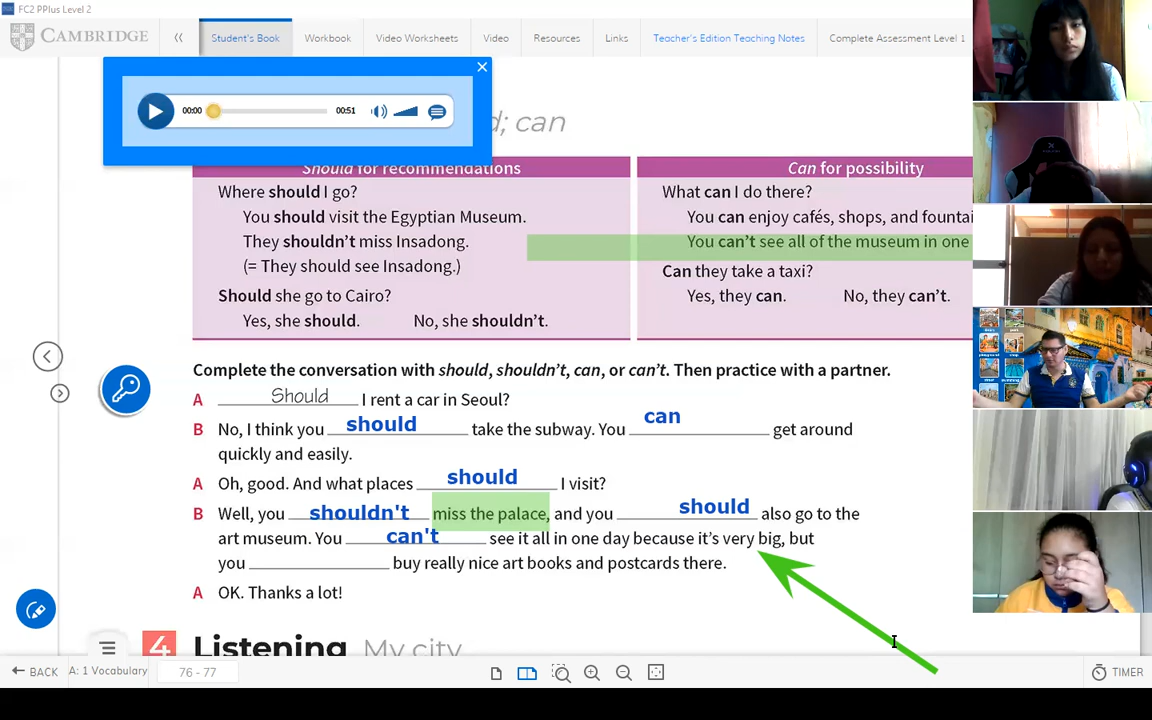 FC2 PPlus Level 2
CAMBRIDGE
Student's Book
Workbook
Video Worksheets
Video
Resources
Links
Teacher's Edition Teaching Notes
Complete Assessment Level 1
00:00
00:51
d; can
Should for recommendations
Where should I go?
You should visit the Egyptian Museum.
They shouldn't miss Insadong.
(= They should see Insadong.)
Should she go to Cairo?
Yes, she should. No, she shouldn't.
Can for possibility
What can I do there?
You can enjoy cafés, shops, and fountai
You can't see all of the museum in one
Can they take a taxi?
Yes, they can. No, they can't.
Complete the conversation with should, shouldn't, can, or can't. Then practice with a partner.
A Should I rent a car in Seoul?
B No, I think you should take the subway. You can get around
quickly and easily.
A Oh, good. And what places should I visit?
B Well, you shouldn't miss the palace, and you should also go to the
art museum. You can't see it all in one day because it's very big, but
you ______ buy really nice art books and postcards there.
A OK. Thanks a lot!
4 Listening My city
BACK
A: 1 Vocabulary
76 - 77
TIMER